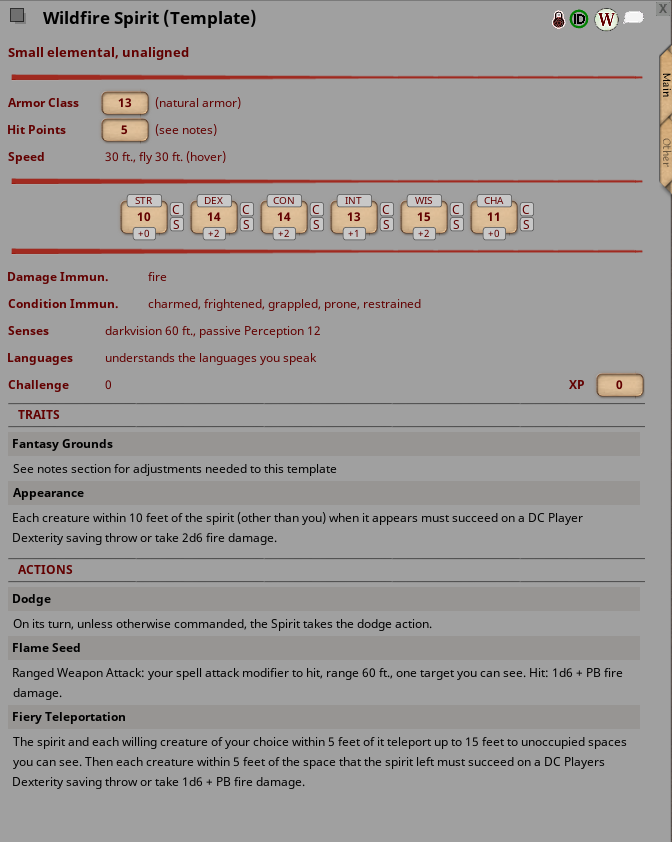 Wildfire Spirit (Template)
ID
W
X
Small elemental, unaligned
Main
Other
Armor Class 13 (natural armor)
Hit Points 5 (see notes)
Speed 30 ft., fly 30 ft. (hover)
STR DEX CON INT WIS CHA
10 C 14 C 14 C 13 C 15 C 11 C
S S S S S S
+0 +2 +2 +1 +2 +0
Damage Immun. fire
Condition Immun. charmed, frightened, grappled, prone, restrained
Senses darkvision 60 ft., passive Perception 12
Languages understands the languages you speak
Challenge 0 XP 0
TRAITS
Fantasy Grounds
See notes section for adjustments needed to this template
Appearance
Each creature within 10 feet of the spirit (other than you) when it appears must succeed on a DC Player
Dexterity saving throw or take 2d6 fire damage.
ACTIONS
Dodge
On its turn, unless otherwise commanded, the Spirit takes the dodge action.
Flame Seed
Ranged Weapon Attack: your spell attack modifier to hit, range 60 ft., one target you can see. Hit: 1d6 + PB fire
damage.
Fiery Teleportation
The spirit and each willing creature of your choice within 5 feet of it teleport up to 15 feet to unoccupied spaces
you can see. Then each creature within 5 feet of the space that the spirit left must succeed on a DC Players
Dexterity saving throw or take 1d6 + PB fire damage.